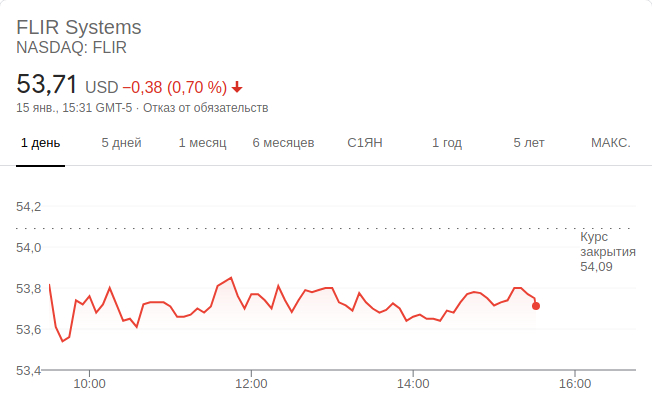 FLIR Systems
NASDAQ: FLIR
53,71 USD −0,38 (0,70 %)
15 янв., 15:31 GMT-5 · Отказ от обязательств
1 день 5 дней 1 месяц 6 месяцев С1ЯН 1 год 5 лет МАКС.
54,2
Курс
закрытия
54,09
54,0
53,8
53,6
53,4
10:00 12:00 14:00 16:00